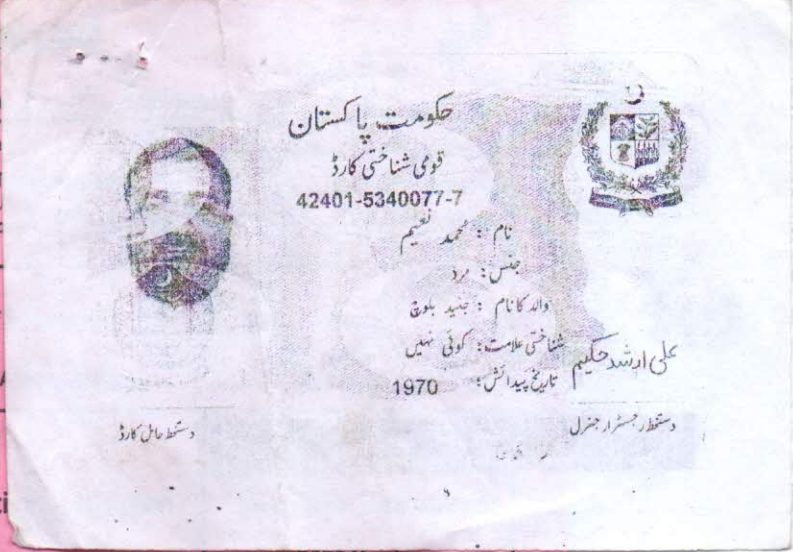 حکومت پاکستان
قومی شناختی کارڈ
42401-5340077-7
نام : محمد نعیم
جنس : مرد
والد کا نام : جنید بلوچ
شناختی علامت : کوئی نہیں
تاریخ پیدائش : 1970
علی ارشد حکیم
دستخط رجسٹرار جنرل
دستخط حامل کارڈ